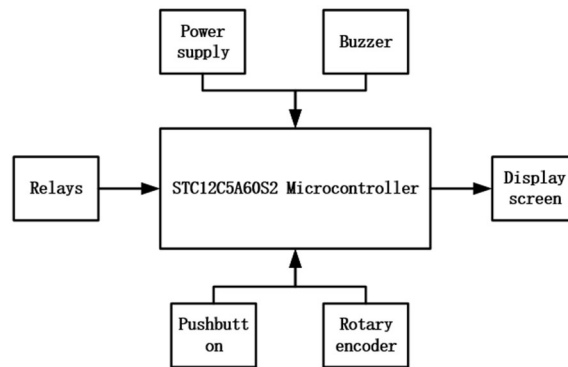 Power
supply
Buzzer
Relays
STC12C5A60S2 Microcontroller
Display
screen
Pushbutt
on
Rotary
encoder